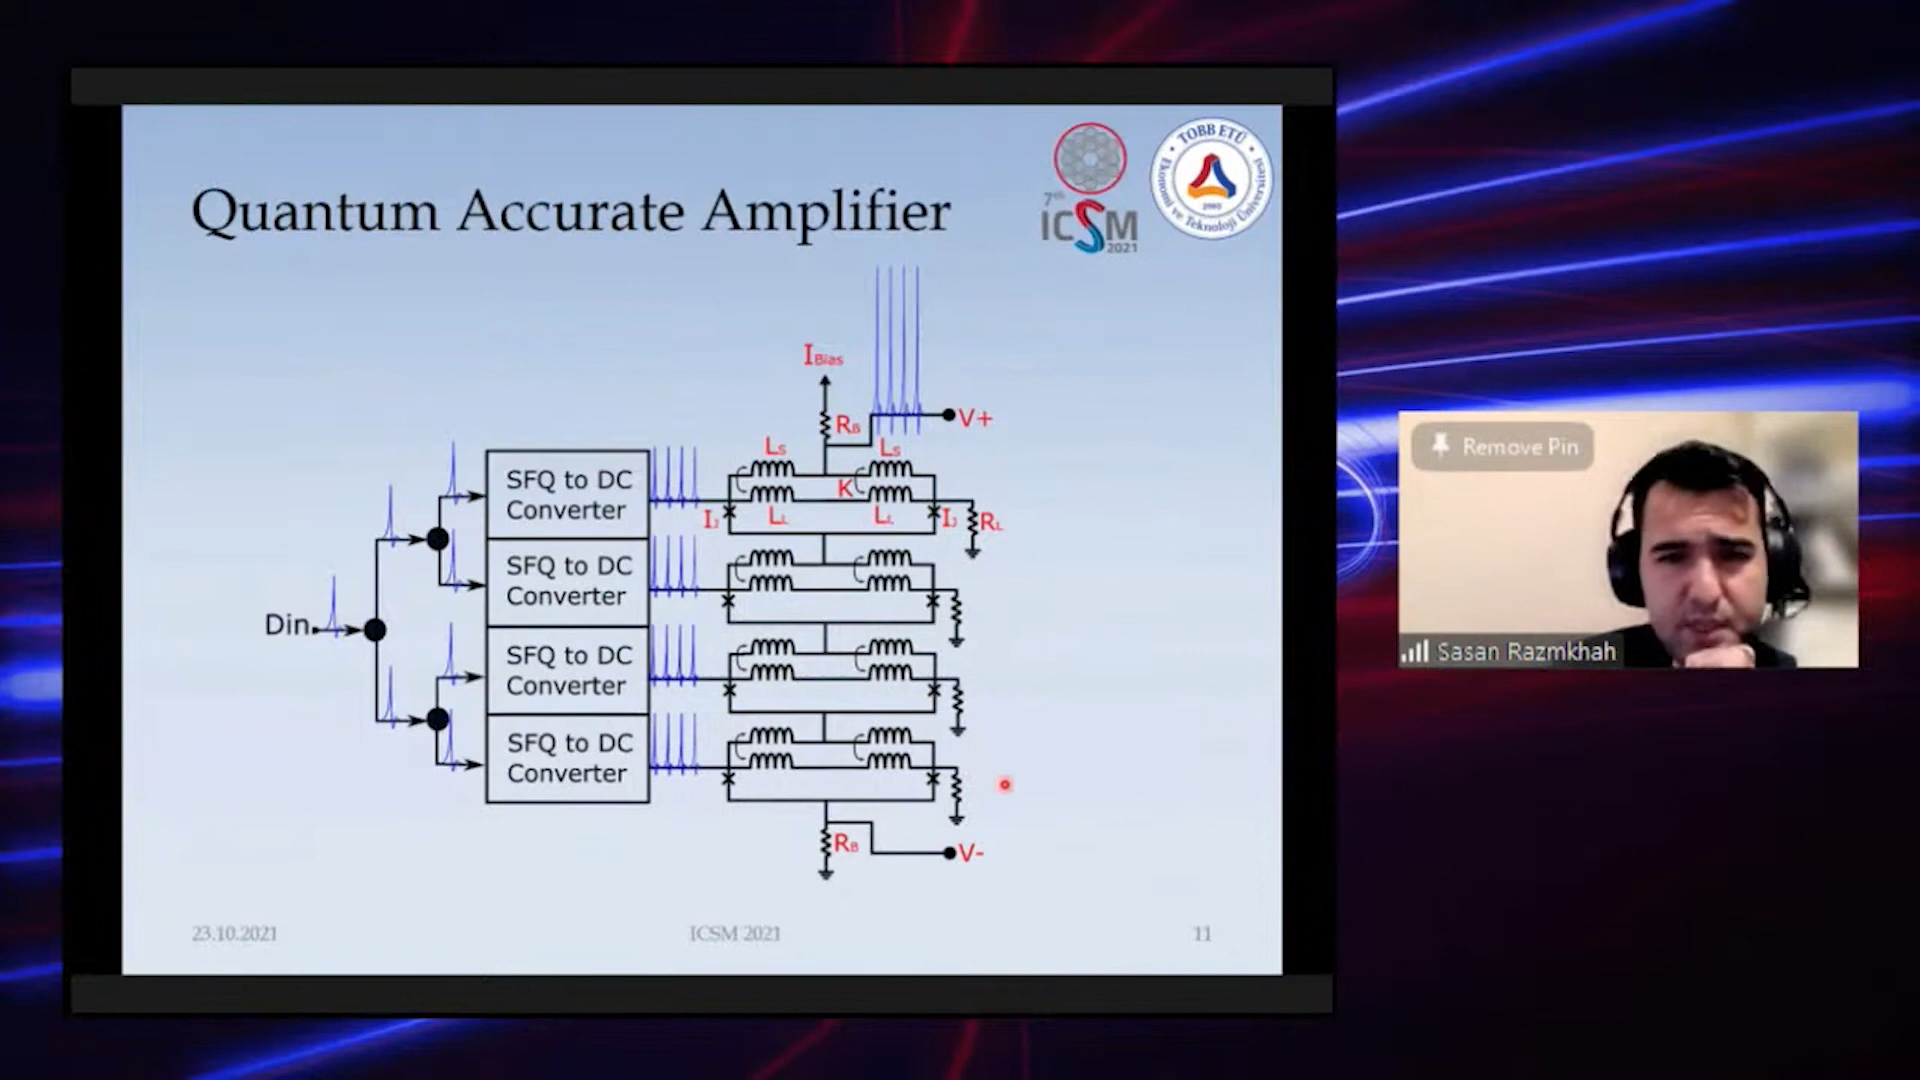 Quantum Accurate Amplifier
7th
ICSM
2021
TOBB ETÜ
Ekonomi ve Teknoloji Üniversitesi
IBias
RB
V+
LS
LS
K
IJ
LL
LL
IJ
RL
Din
SFQ to DC
Converter
SFQ to DC
Converter
SFQ to DC
Converter
SFQ to DC
Converter
RB
V-
23.10.2021
ICSM 2021
11
Remove Pin
Sasan Razmkhah